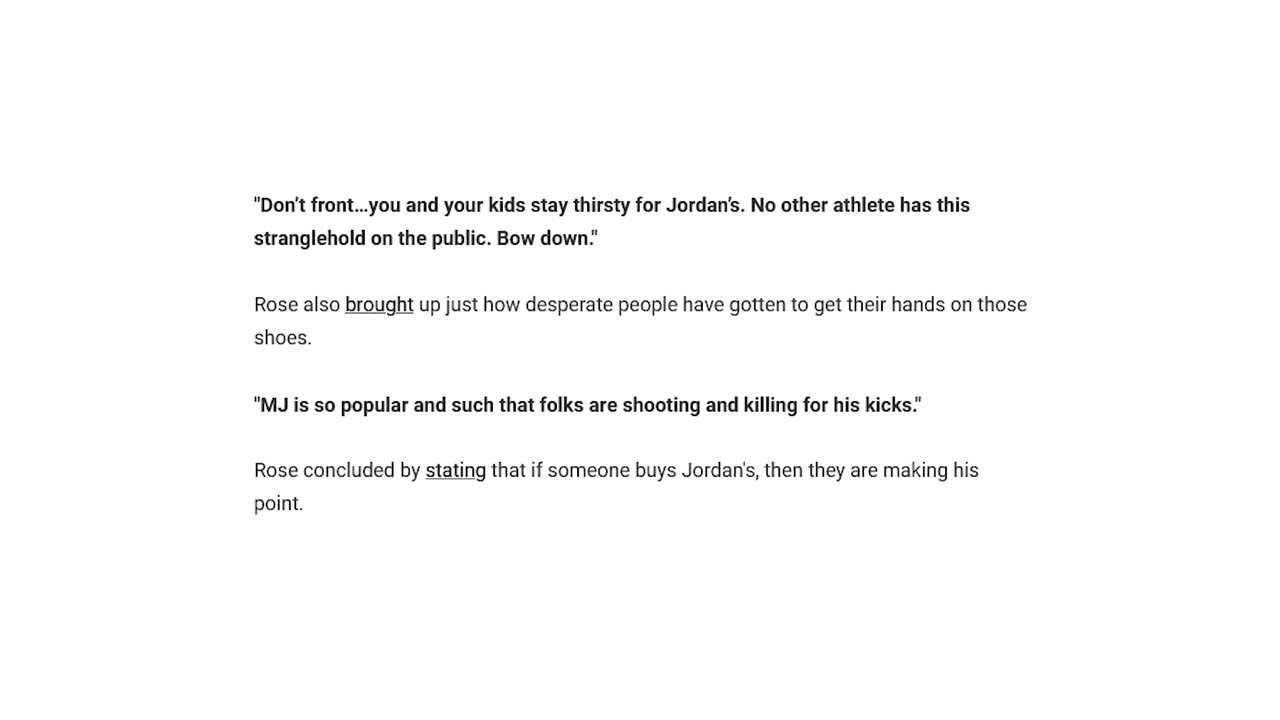 "Don’t front…you and your kids stay thirsty for Jordan’s. No other athlete has this
stranglehold on the public. Bow down."
Rose also brought up just how desperate people have gotten to get their hands on those
shoes.
"MJ is so popular and such that folks are shooting and killing for his kicks."
Rose concluded by stating that if someone buys Jordan's, then they are making his
point.